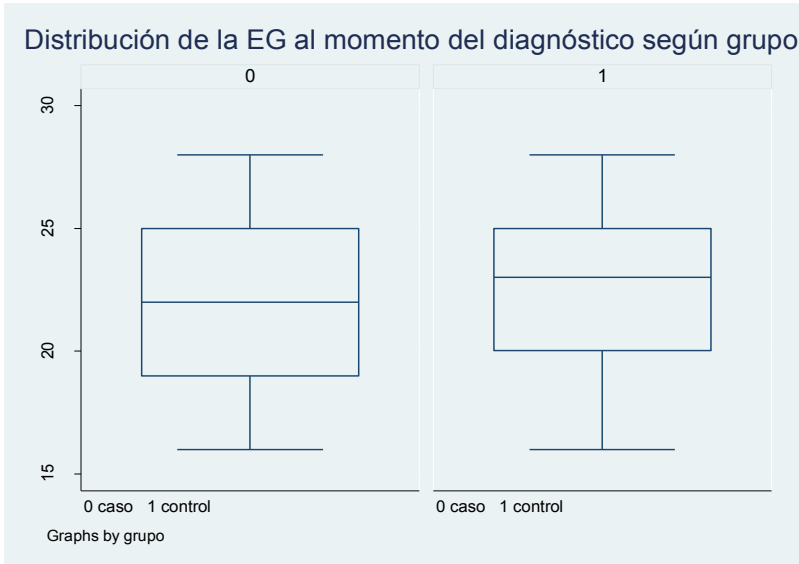 Distribución de la EG al momento del diagnóstico según grupo
0
1
30
25
20
15
0 caso 1 control
0 caso 1 control
Graphs by grupo